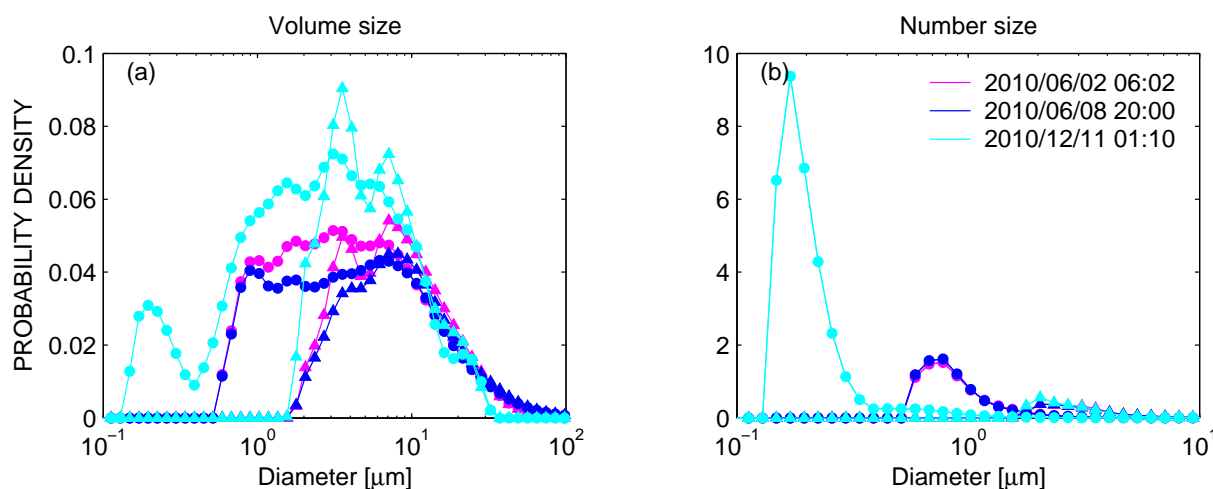 Volume size
PROBABILITY DENSITY
0.1
0.08
0.06
0.04
0.02
0
(a)
10⁻¹ 10⁰ 10¹ 10²
Diameter [μm]
Number size
10
8
6
4
2
0
(b)
2010/06/02 06:02
2010/06/08 20:00
2010/12/11 01:10
10⁻¹ 10⁰ 10¹
Diameter [μm]